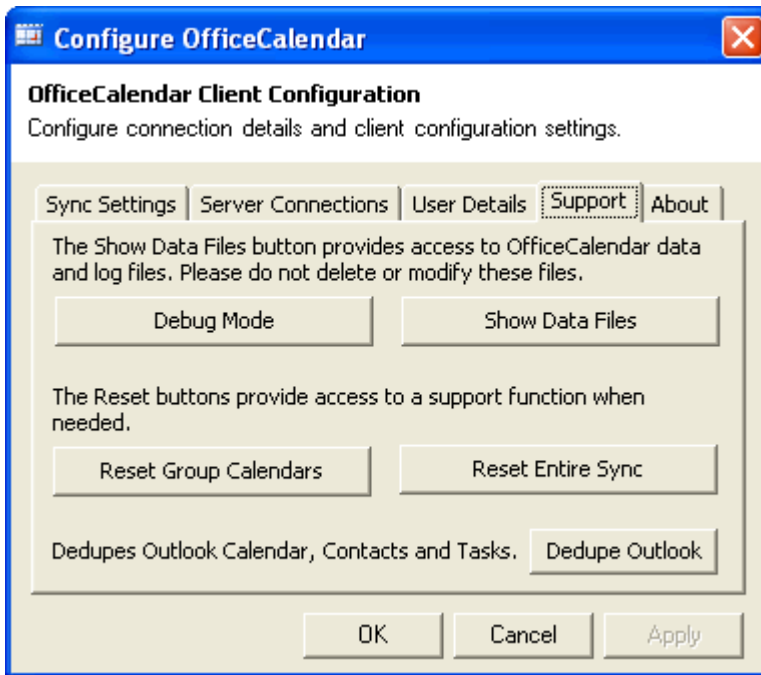 Configure OfficeCalendar
OfficeCalendar Client Configuration
Configure connection details and client configuration settings.
Sync Settings Server Connections User Details Support About
The Show Data Files button provides access to OfficeCalendar data
and log files. Please do not delete or modify these files.
Debug Mode Show Data Files
The Reset buttons provide access to a support function when
needed.
Reset Group Calendars Reset Entire Sync
Dedupes Outlook Calendar, Contacts and Tasks. Dedupe Outlook
OK Cancel Apply